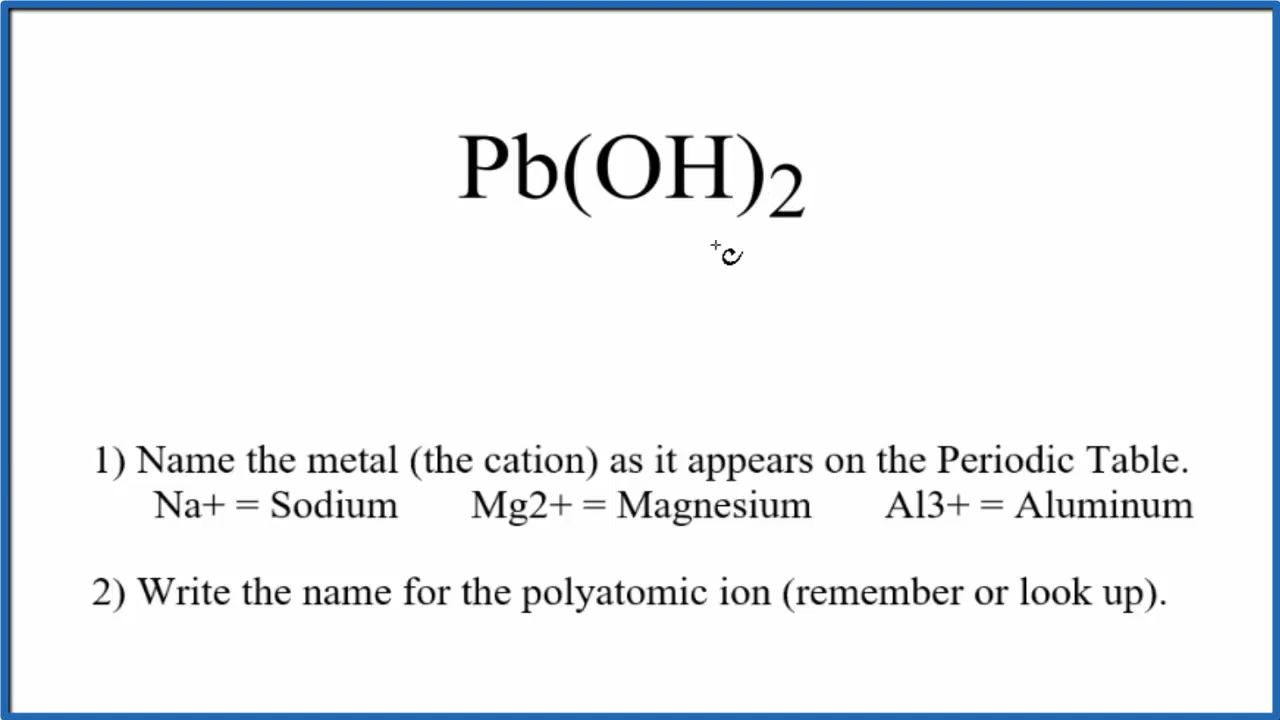 Pb(OH)₂
1) Name the metal (the cation) as it appears on the Periodic Table.
Na+ = Sodium Mg2+ = Magnesium Al3+ = Aluminum
2) Write the name for the polyatomic ion (remember or look up).